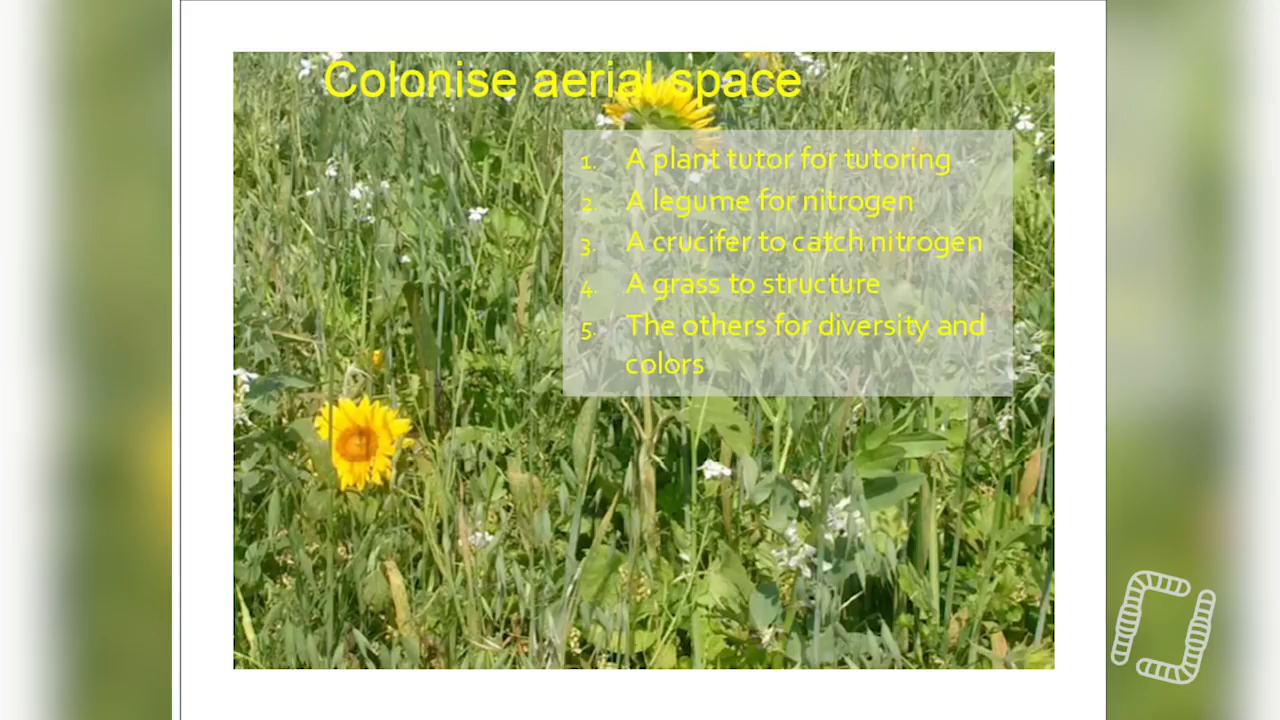 Colonise aerial space
1. A plant tutor for tutoring
2. A legume for nitrogen
3. A crucifer to catch nitrogen
4. A grass to structure
5. The others for diversity and
colors